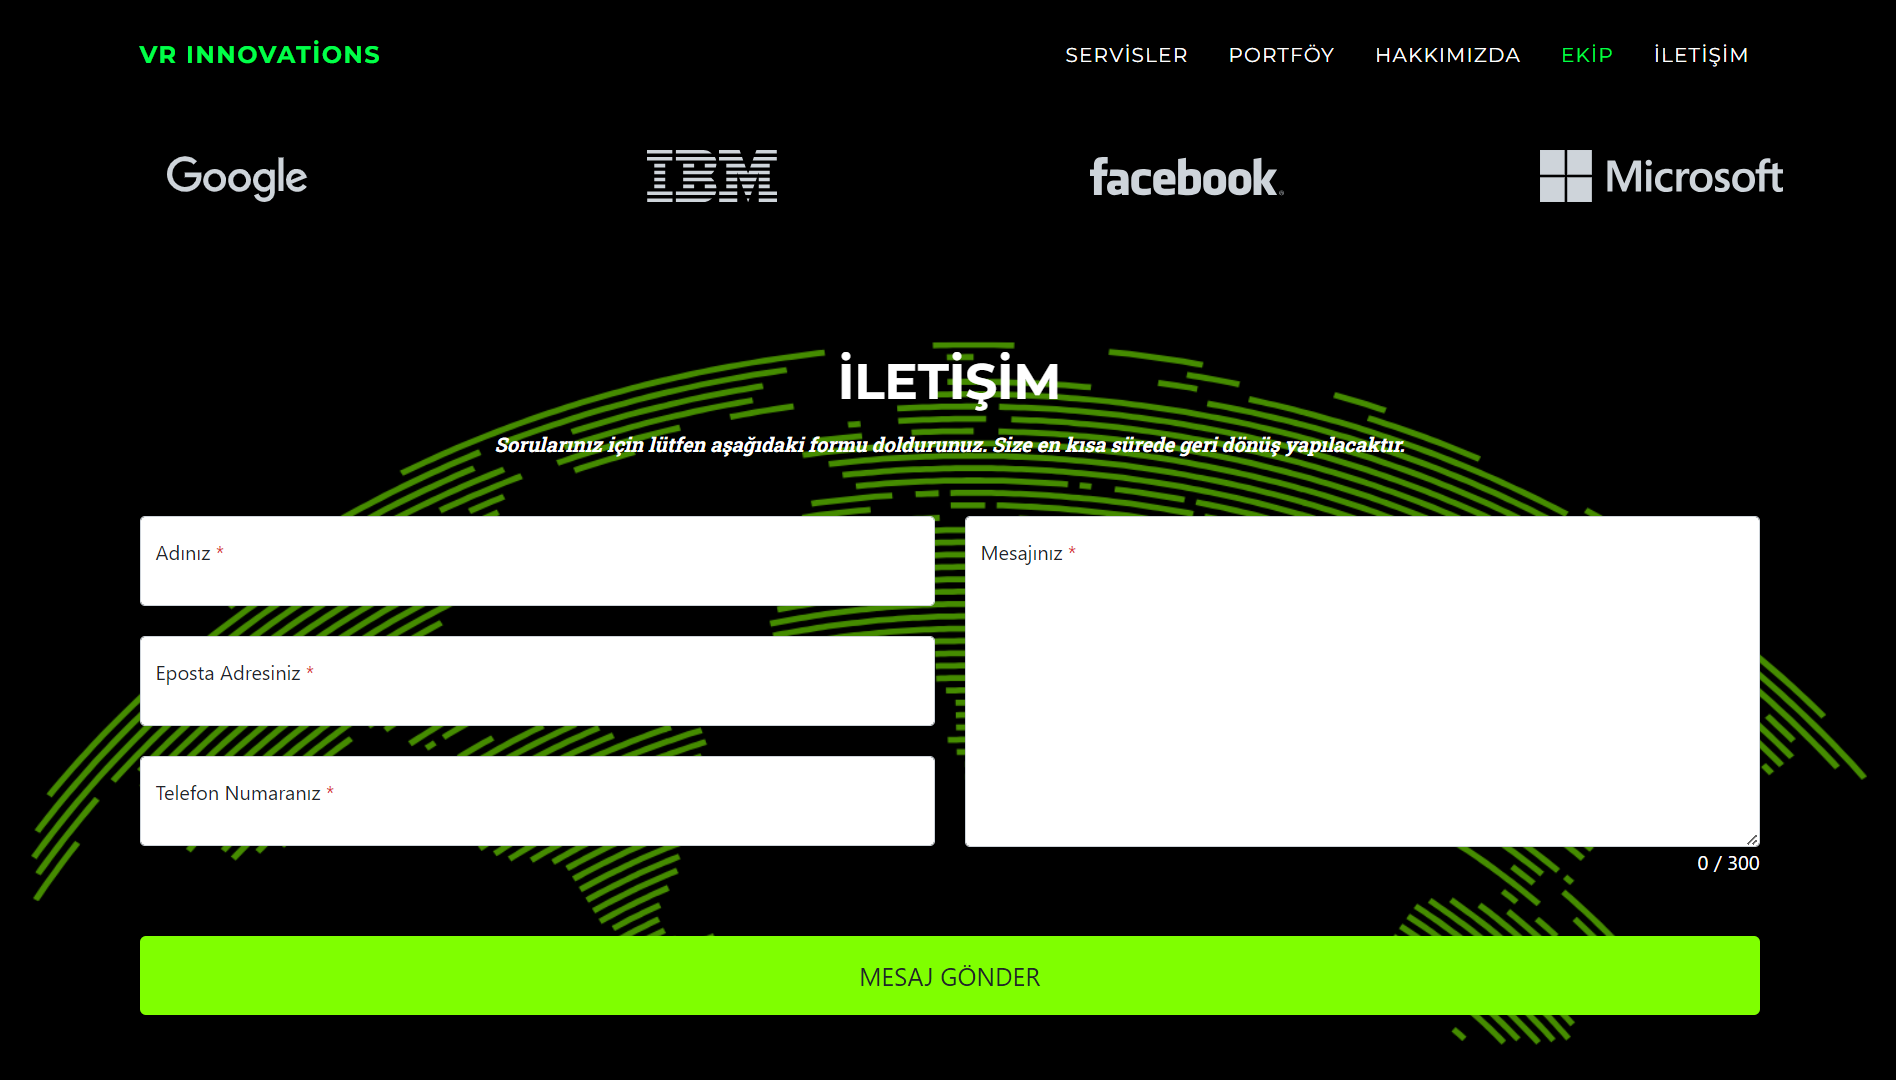 VR INNOVATİONS
SERVİSLER PORTFÖY HAKKIMIZDA EKİP İLETİŞİM
Google IBM facebook Microsoft
İLETİŞİM
Sorularınız için lütfen aşağıdaki formu doldurunuz. Size en kısa sürede geri dönüş yapılacaktır.
Adınız *
Eposta Adresiniz *
Telefon Numaranız *
Mesajınız *
0 / 300
MESAJ GÖNDER